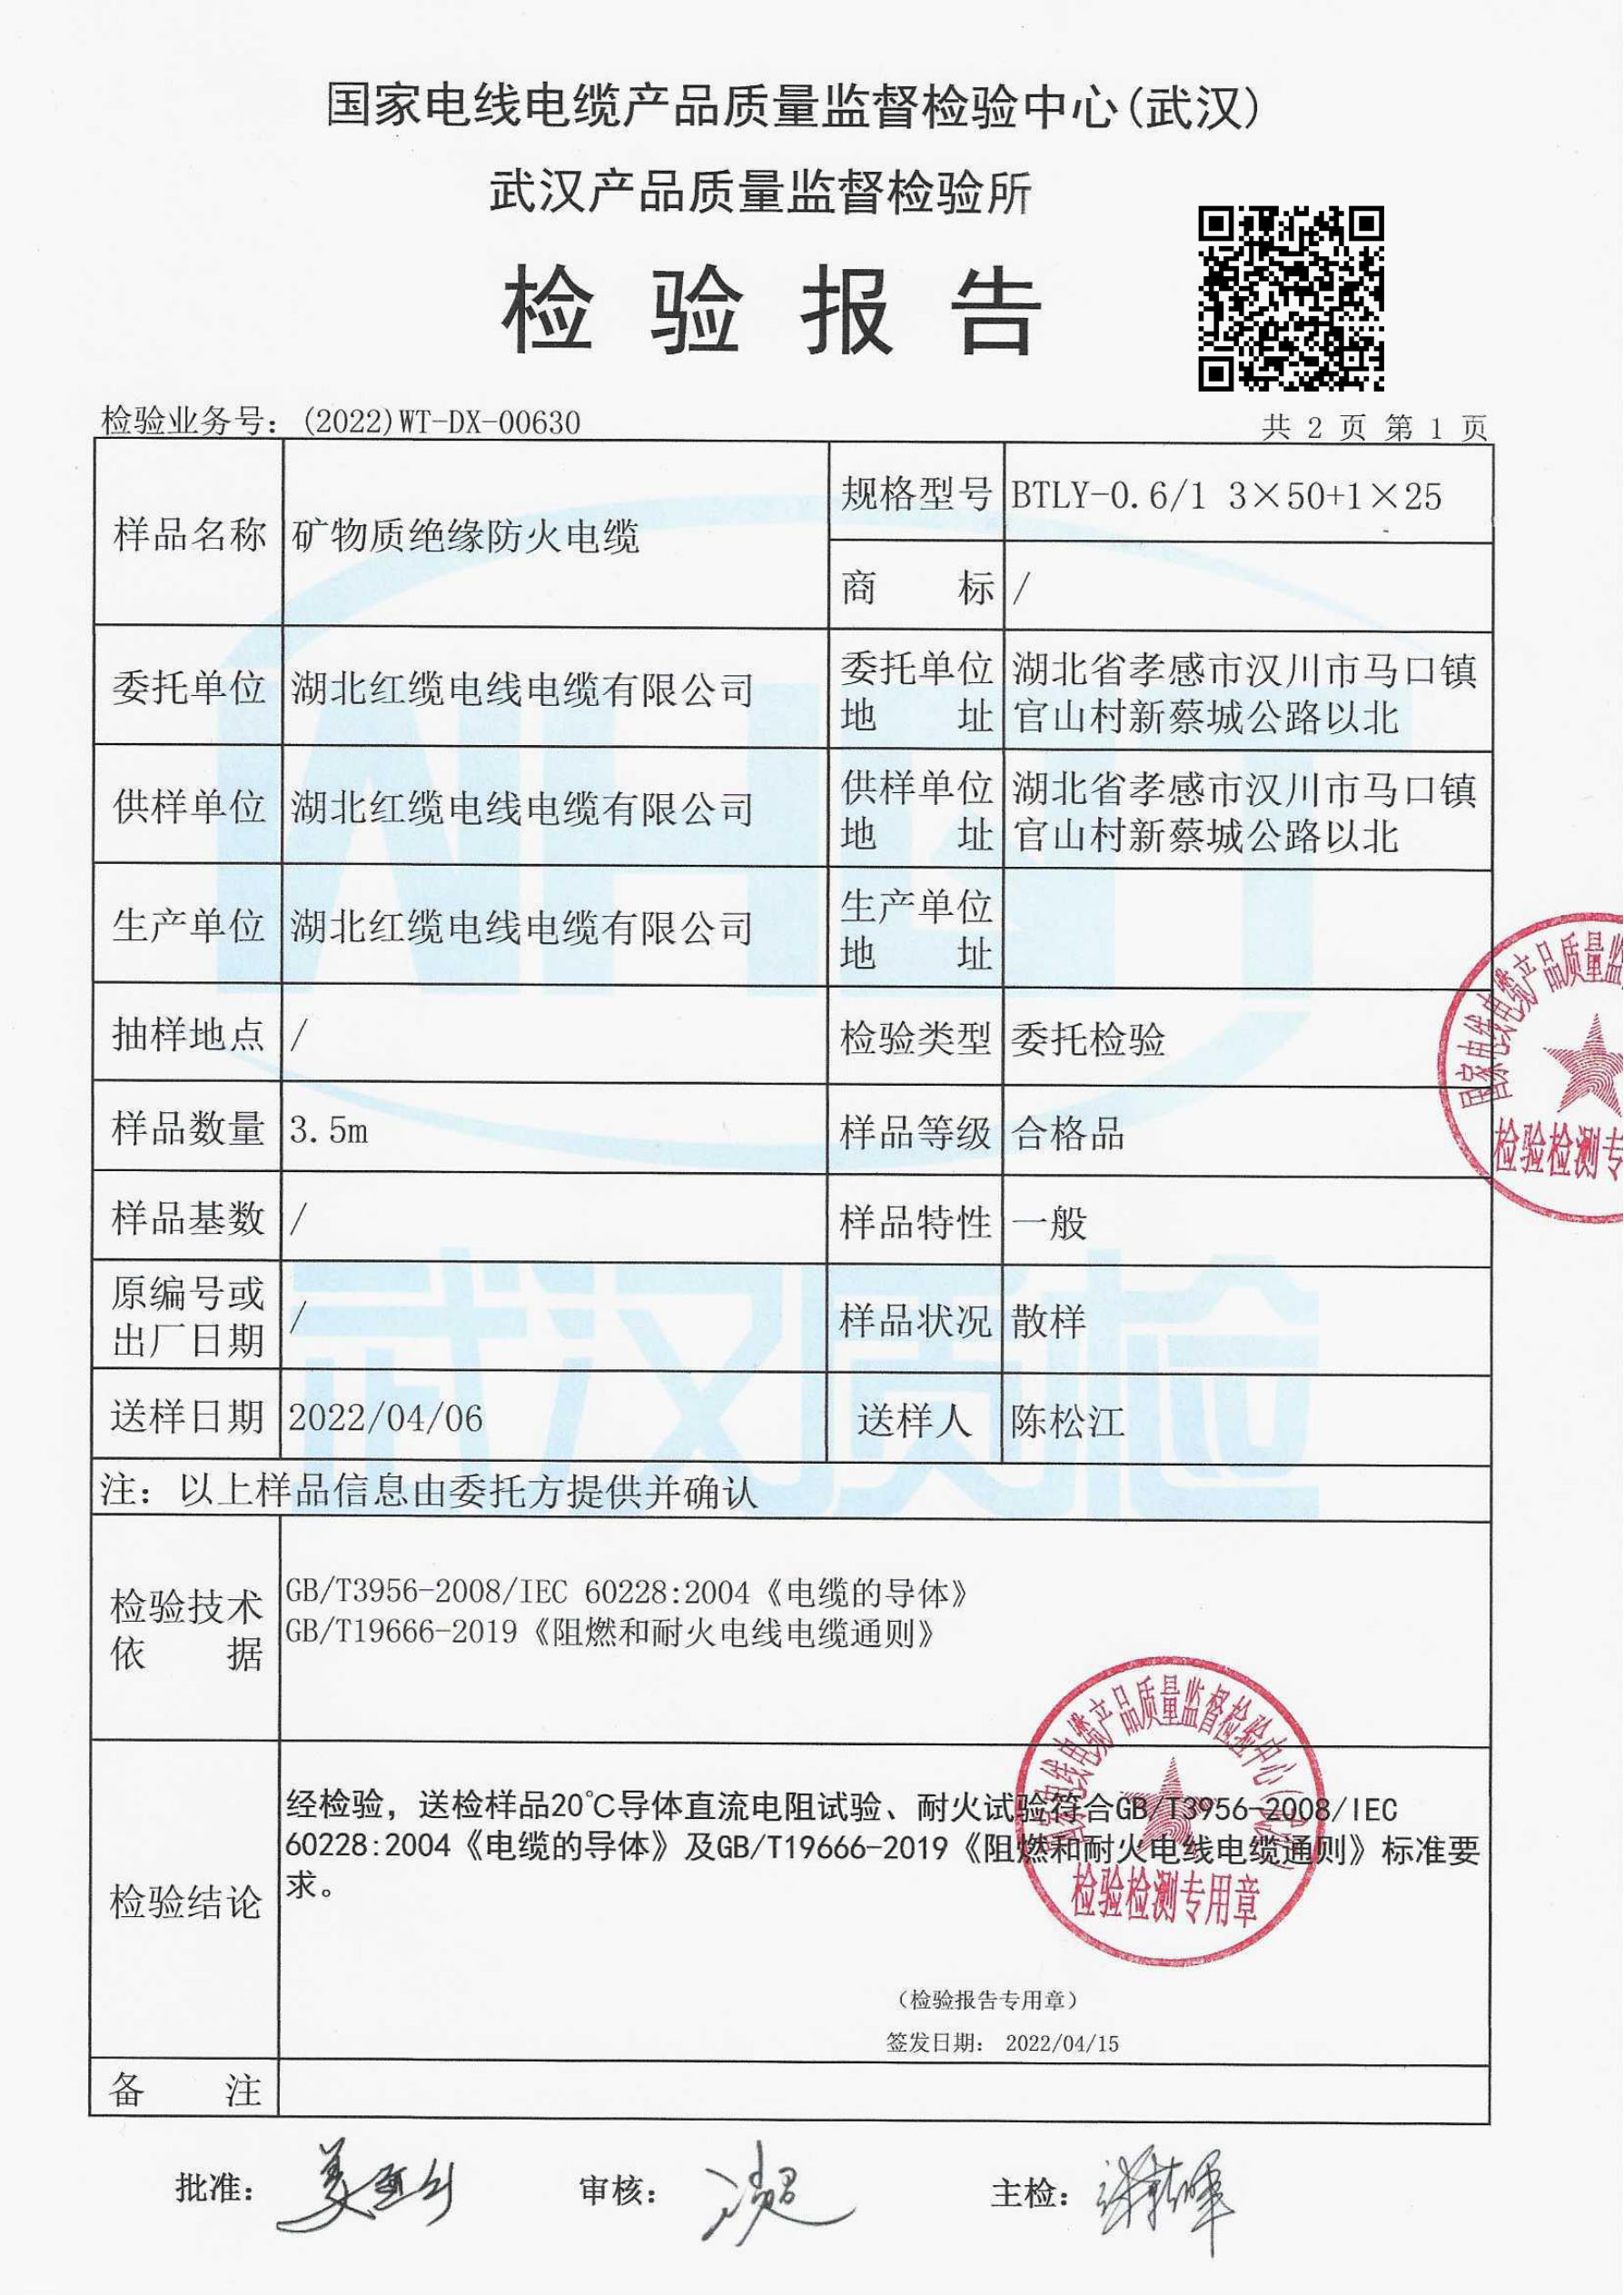 国家电线电缆产品质量监督检验中心(武汉)
武汉产品质量监督检验所
检验报告
检验业务号: (2022)WT-DX-00630
共 2 页 第 1 页
样品名称 矿物质绝缘防火电缆
规格型号 BTLY-0.6/1 3×50+1×25
商 标 /
委托单位 湖北红缆电线电缆有限公司
委托单位 湖北省孝感市汉川市马口镇
地 址 官山村新蔡城公路以北
供样单位 湖北红缆电线电缆有限公司
供样单位 湖北省孝感市汉川市马口镇
地 址 官山村新蔡城公路以北
生产单位 湖北红缆电线电缆有限公司
生产单位
地 址
抽样地点 /
检验类型 委托检验
样品数量 3.5m
样品等级 合格品
样品基数 /
样品特性 一般
原编号或
出厂日期 /
样品状况 散样
送样日期 2022/04/06
送样人 陈松江
注: 以上样品信息由委托方提供并确认
检验技术
依 据
GB/T3956-2008/IEC 60228:2004《电缆的导体》
GB/T19666-2019《阻燃和耐火电线电缆通则》
检验结论
经检验，送检样品20℃导体直流电阻试验、耐火试验符合GB/T3956-2008/IEC
60228:2004《电缆的导体》及GB/T19666-2019《阻燃和耐火电线电缆通则》标准要
求。
(检验报告专用章)
签发日期: 2022/04/15
备 注
批准:
审核:
主检:
国家电线电缆产品质量监
检验检测专
国家电线电缆产品质量监督检验中心(武汉)
检验检测专用章
武汉质检